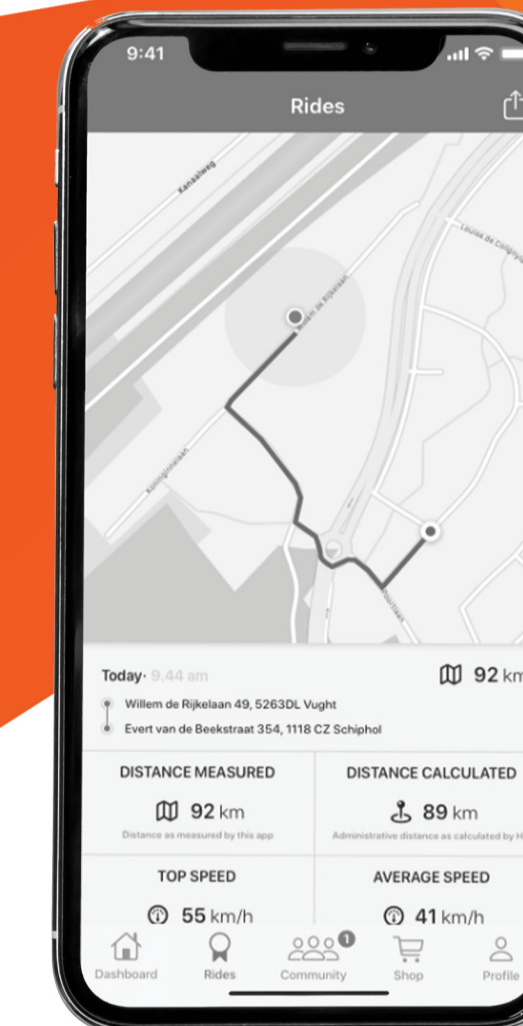 9:41
Rides
Kanaalweg
Willem de Rijkelaan
Louise de Coligny
Koninginnelaan
Poirtlaan
Today· 9.44 am
92 km
Willem de Rijkelaan 49, 5263DL Vught
Evert van de Beekstraat 354, 1118 CZ Schiphol
DISTANCE MEASURED
DISTANCE CALCULATED
92 km
89 km
Distance as measured by this app
Administrative distance as calculated by H
TOP SPEED
AVERAGE SPEED
55 km/h
41 km/h
1
Dashboard
Rides
Community
Shop
Profile